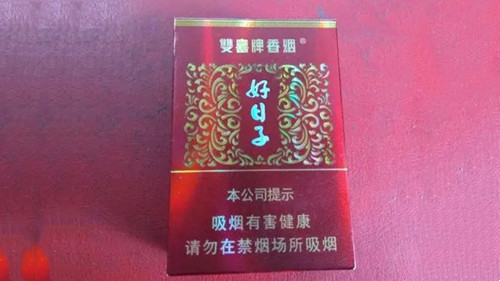 雙喜牌香烟®
好日子
本公司提示
吸烟有害健康
请勿在禁烟场所吸烟